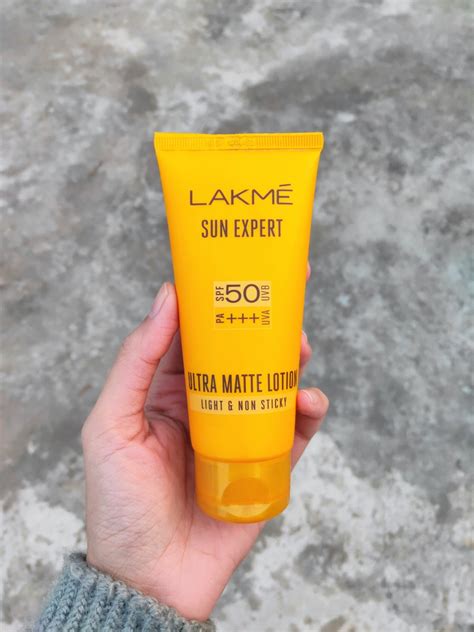 LAKMÉ
SUN EXPERT
SPF 50 UVB
PA +++ UVA
ULTRA MATTE LOTION
LIGHT & NON STICKY